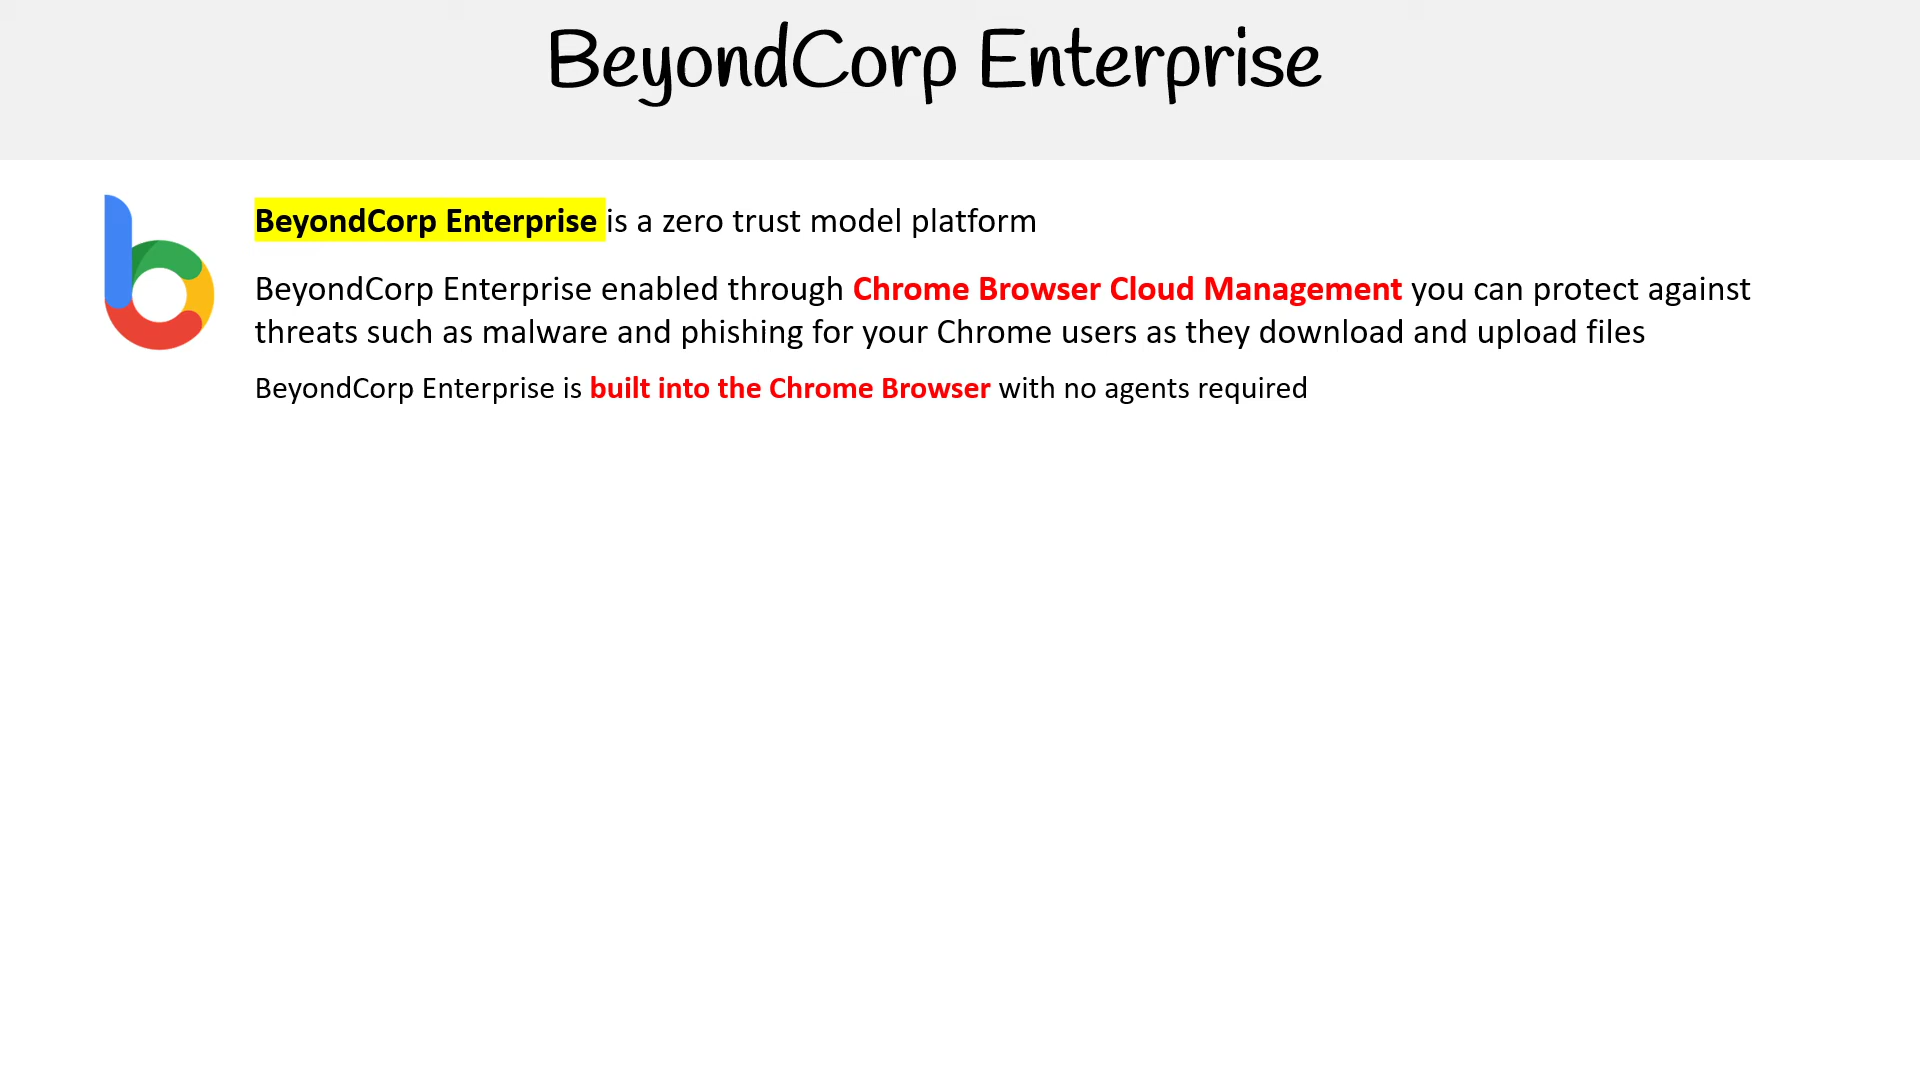 BeyondCorp Enterprise
BeyondCorp Enterprise is a zero trust model platform
BeyondCorp Enterprise enabled through Chrome Browser Cloud Management you can protect against
threats such as malware and phishing for your Chrome users as they download and upload files
BeyondCorp Enterprise is built into the Chrome Browser with no agents required